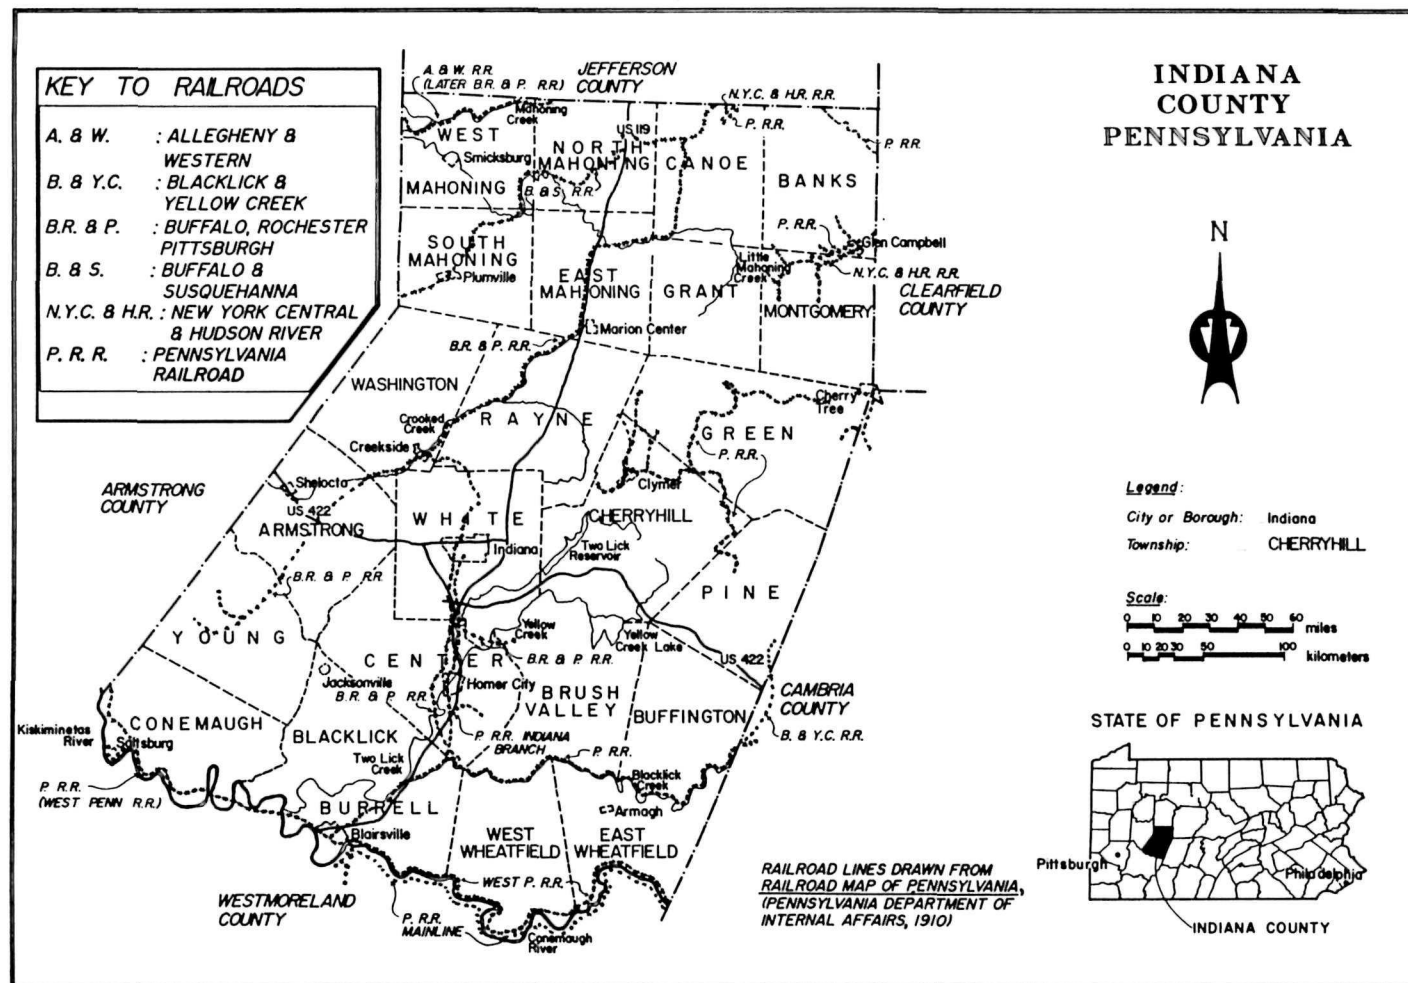 KEY TO RAILROADS
A. & W. : ALLEGHENY &
WESTERN
B. & Y.C. : BLACKLICK &
YELLOW CREEK
B.R. & P. : BUFFALO, ROCHESTER
PITTSBURGH
B. & S. : BUFFALO &
SUSQUEHANNA
N.Y.C. & H.R. : NEW YORK CENTRAL
& HUDSON RIVER
P. R. R. : PENNSYLVANIA
RAILROAD
INDIANA
COUNTY
PENNSYLVANIA
N
A. & W. R.R.
(LATER B.R. & P. R.R.)
JEFFERSON
COUNTY
N.Y.C. & H.R. R.R.
P. R.R.
P. R.R.
Mahoning
Creek
WEST
MAHONING
Smicksburg
US 119
NORTH
MAHONING
CANOE
BANKS
B. & S. R.R.
P. R.R.
Glen Campbell
N.Y.C. & H.R. R.R.
CLEARFIELD
COUNTY
SOUTH
MAHONING
Plumville
EAST
MAHONING
Little
Mahoning
Creek
GRANT
MONTGOMERY
Marion Center
B.R. & P. R.R.
WASHINGTON
RAYNE
Crooked
Creek
Creekside
Cherry
Tree
GREEN
P. R.R.
Clymer
Shelocta
ARMSTRONG
COUNTY
US 422
ARMSTRONG
WHITE
CHERRYHILL
Indiana
Two Lick
Reservoir
B.R. & P. R.R.
PINE
YOUNG
Yellow
Creek
Yellow
Creek Lake
US 422
CENTER
B.R. & P. R.R.
Jacksonville
B.R. & P. R.R.
Homer City
BRUSH
VALLEY
BUFFINGTON
CAMBRIA
COUNTY
B. & Y.C. R.R.
CONEMAUGH
BLACKLICK
Kiskiminetas
River
Saltsburg
P. R.R. INDIANA
BRANCH
P. R.R.
Two Lick
Creek
Blacklick
Creek
P. R.R.
(WEST PENN R.R.)
BURRELL
Armagh
Blairsville
WEST
WHEATFIELD
EAST
WHEATFIELD
WEST P. R.R.
WESTMORELAND
COUNTY
P. R.R.
MAINLINE
Conemaugh
River
RAILROAD LINES DRAWN FROM
RAILROAD MAP OF PENNSYLVANIA,
(PENNSYLVANIA DEPARTMENT OF
INTERNAL AFFAIRS, 1910)
Legend:
City or Borough: Indiana
Township: CHERRYHILL
Scale:
0 10 20 30 40 50 60 miles
0 10 20 30 50 100 kilometers
STATE OF PENNSYLVANIA
Pittsburgh
Philadelphia
INDIANA COUNTY